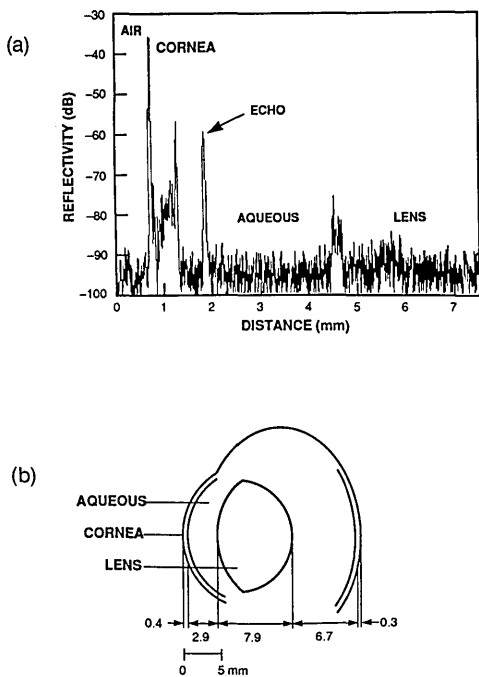 (a)
AIR
CORNEA
ECHO
AQUEOUS
LENS
REFLECTIVITY (dB)
-30
-40
-50
-60
-70
-80
-90
-100
0 1 2 3 4 5 6 7
DISTANCE (mm)
(b)
AQUEOUS
CORNEA
LENS
0.4 2.9 7.9 6.7 0.3
0 5 mm